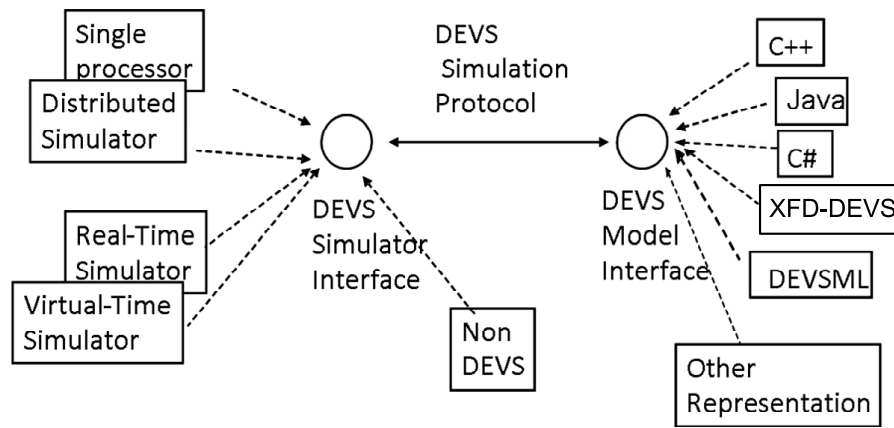 Single
processor
Distributed
Simulator
Real-Time
Simulator
Virtual-Time
Simulator
DEVS
Simulator
Interface
Non
DEVS
DEVS
Simulation
Protocol
DEVS
Model
Interface
C++
Java
C#
XFD-DEVS
DEVSML
Other
Representation